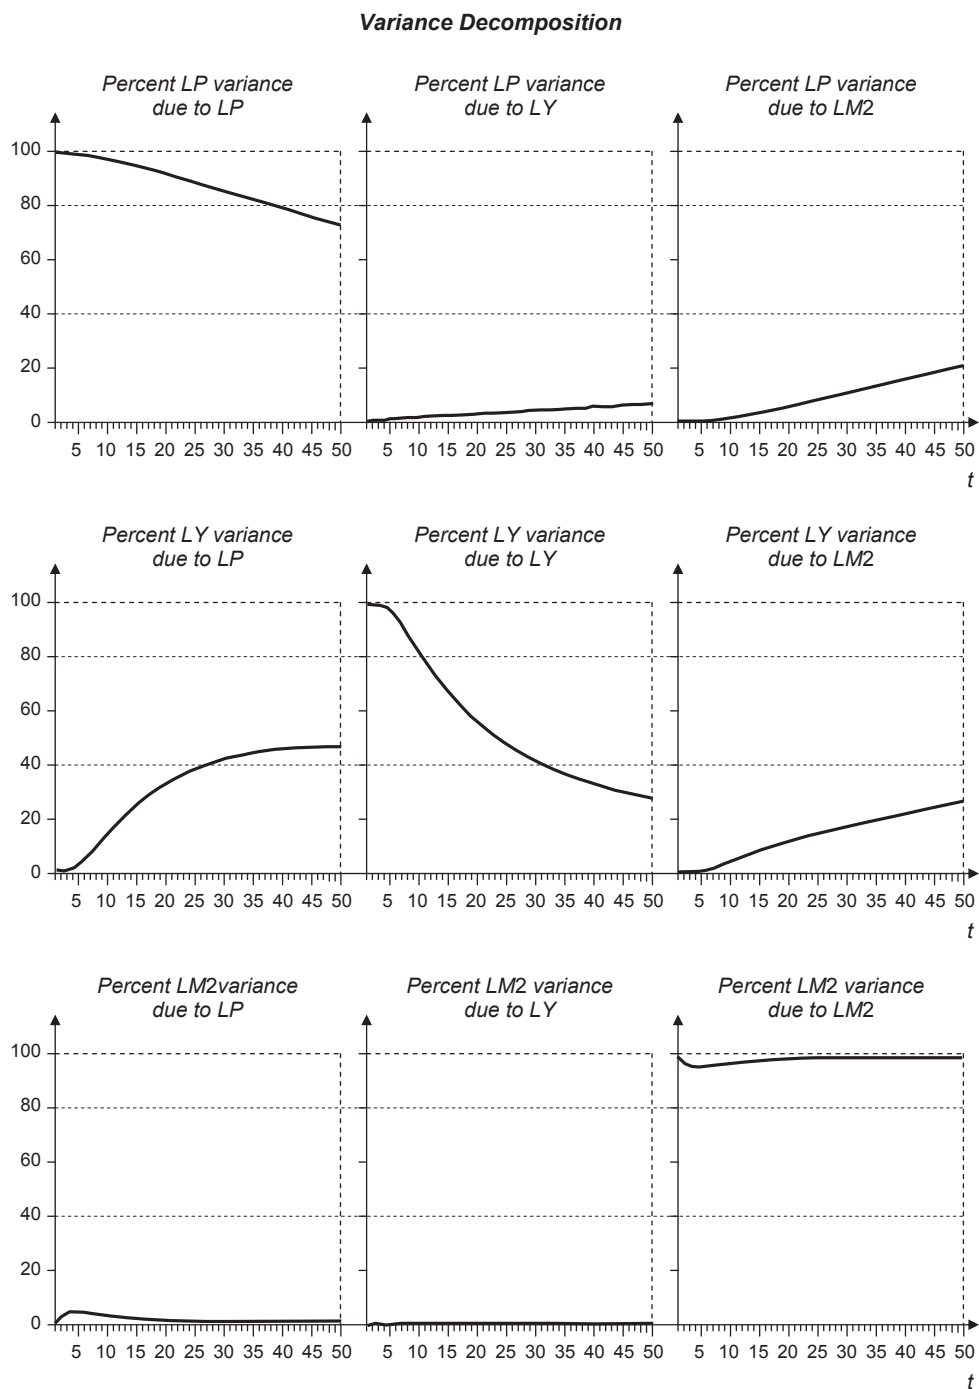 Variance Decomposition
Percent LP variance
due to LP
Percent LP variance
due to LY
Percent LP variance
due to LM2
100
80
60
40
20
0
5 10 15 20 25 30 35 40 45 50
5 10 15 20 25 30 35 40 45 50
5 10 15 20 25 30 35 40 45 50
t
Percent LY variance
due to LP
Percent LY variance
due to LY
Percent LY variance
due to LM2
100
80
60
40
20
0
5 10 15 20 25 30 35 40 45 50
5 10 15 20 25 30 35 40 45 50
5 10 15 20 25 30 35 40 45 50
t
Percent LM2variance
due to LP
Percent LM2 variance
due to LY
Percent LM2 variance
due to LM2
100
80
60
40
20
0
5 10 15 20 25 30 35 40 45 50
5 10 15 20 25 30 35 40 45 50
5 10 15 20 25 30 35 40 45 50
t